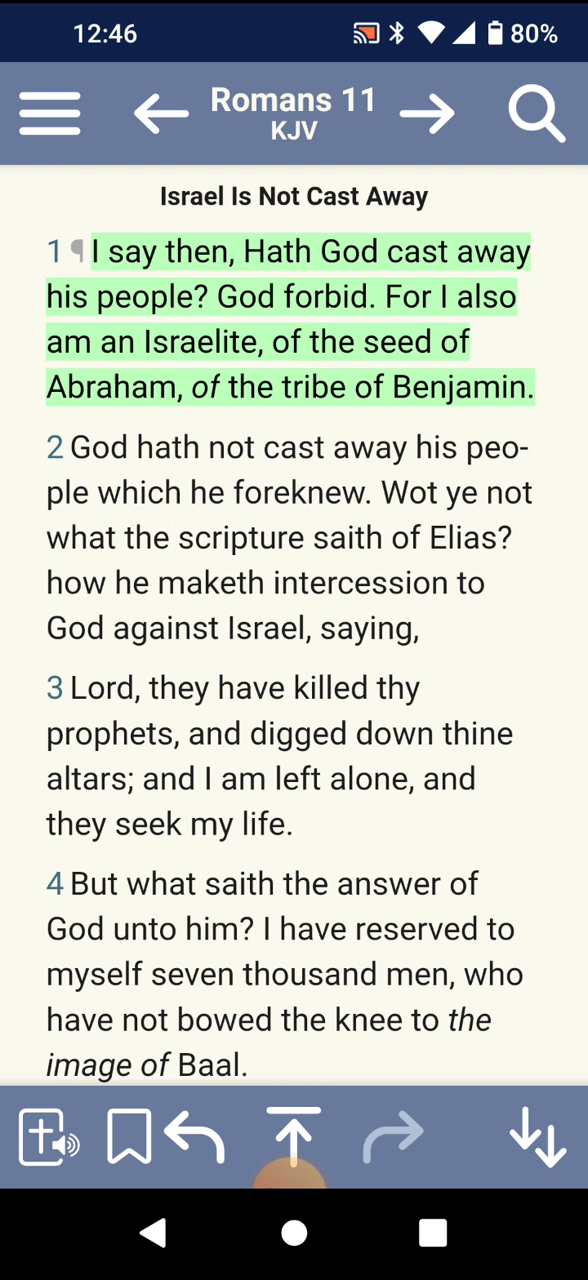 12:46 80%
Romans 11
KJV
Israel Is Not Cast Away
1 ¶ I say then, Hath God cast away
his people? God forbid. For I also
am an Israelite, of the seed of
Abraham, of the tribe of Benjamin.
2 God hath not cast away his peo-
ple which he foreknew. Wot ye not
what the scripture saith of Elias?
how he maketh intercession to
God against Israel, saying,
3 Lord, they have killed thy
prophets, and digged down thine
altars; and I am left alone, and
they seek my life.
4 But what saith the answer of
God unto him? I have reserved to
myself seven thousand men, who
have not bowed the knee to the
image of Baal.